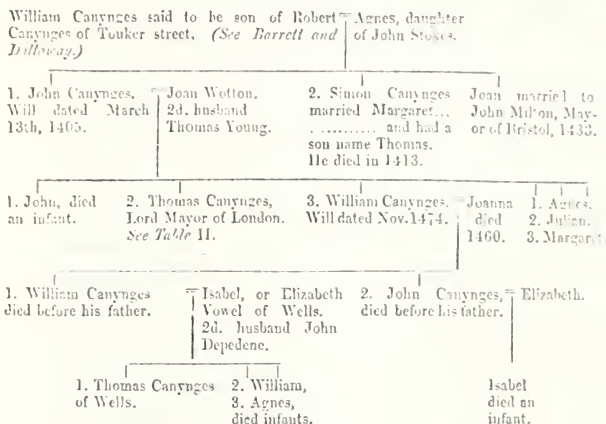 William Canynges said to be son of Robert = Agnes, daughter
Canynges of Touker street. (See Barrett and of John Stokes.
Dallaway.)
1. John Canynges.
Will dated March
13th, 1405.
= Joan Wotton.
2d. husband
Thomas Young.
2. Simon Canynges
married Margaret...
............ and had a
son name Thomas.
He died in 1413.
Joan married to
John Milton, May-
or of Bristol, 1433.
1. John, died
an infant.
2. Thomas Canynges,
Lord Mayor of London.
See Table II.
3. William Canynges.
Will dated Nov. 1474.
= Joanna
died
1460.
1. Agnes.
2. Julian.
3. Margaret
1. William Canynges
died before his father.
= Isabel, or Elizabeth
Vowel of Wells.
2d. husband John
Depedene.
2. John Canynges,
died before his father.
= Elizabeth.
1. Thomas Canynges
of Wells.
2. William,
3. Agnes,
died infants.
Isabel
died an
infant.